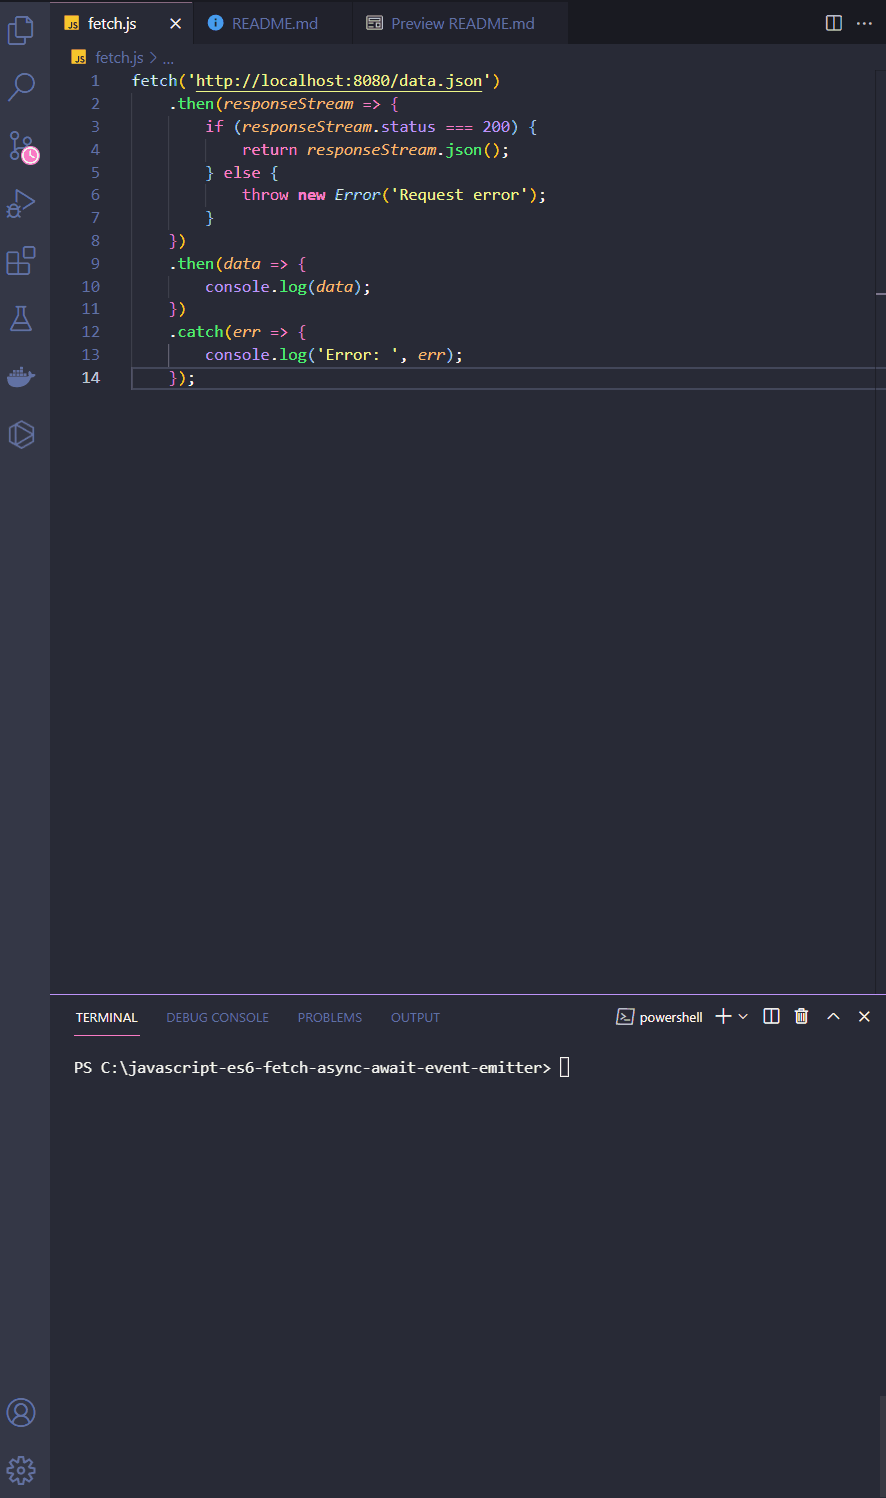 JS fetch.js
README.md
Preview README.md
JS fetch.js > ...
1 fetch('http://localhost:8080/data.json')
2 .then(responseStream => {
3 if (responseStream.status === 200) {
4 return responseStream.json();
5 } else {
6 throw new Error('Request error');
7 }
8 })
9 .then(data => {
10 console.log(data);
11 })
12 .catch(err => {
13 console.log('Error: ', err);
14 });
TERMINAL DEBUG CONSOLE PROBLEMS OUTPUT powershell
PS C:\javascript-es6-fetch-async-await-event-emitter>